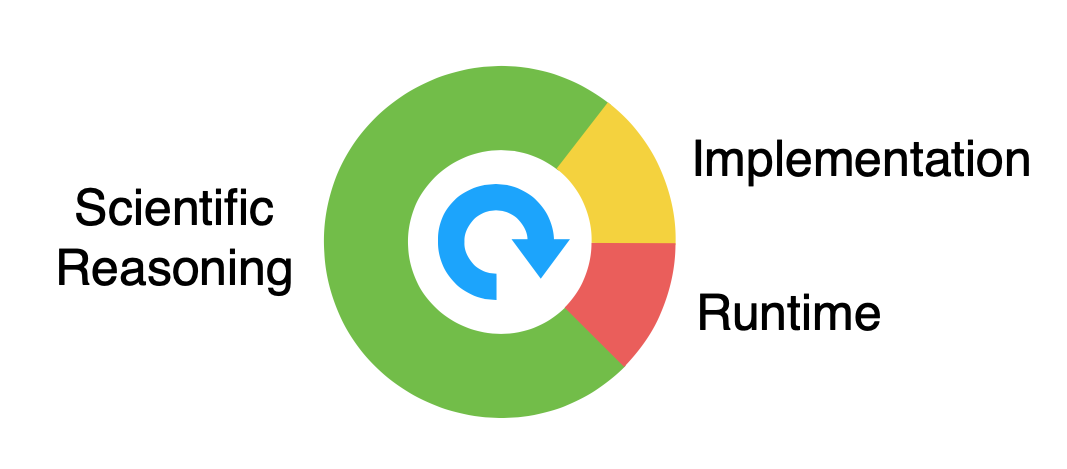 Scientific
Reasoning
Implementation
Runtime